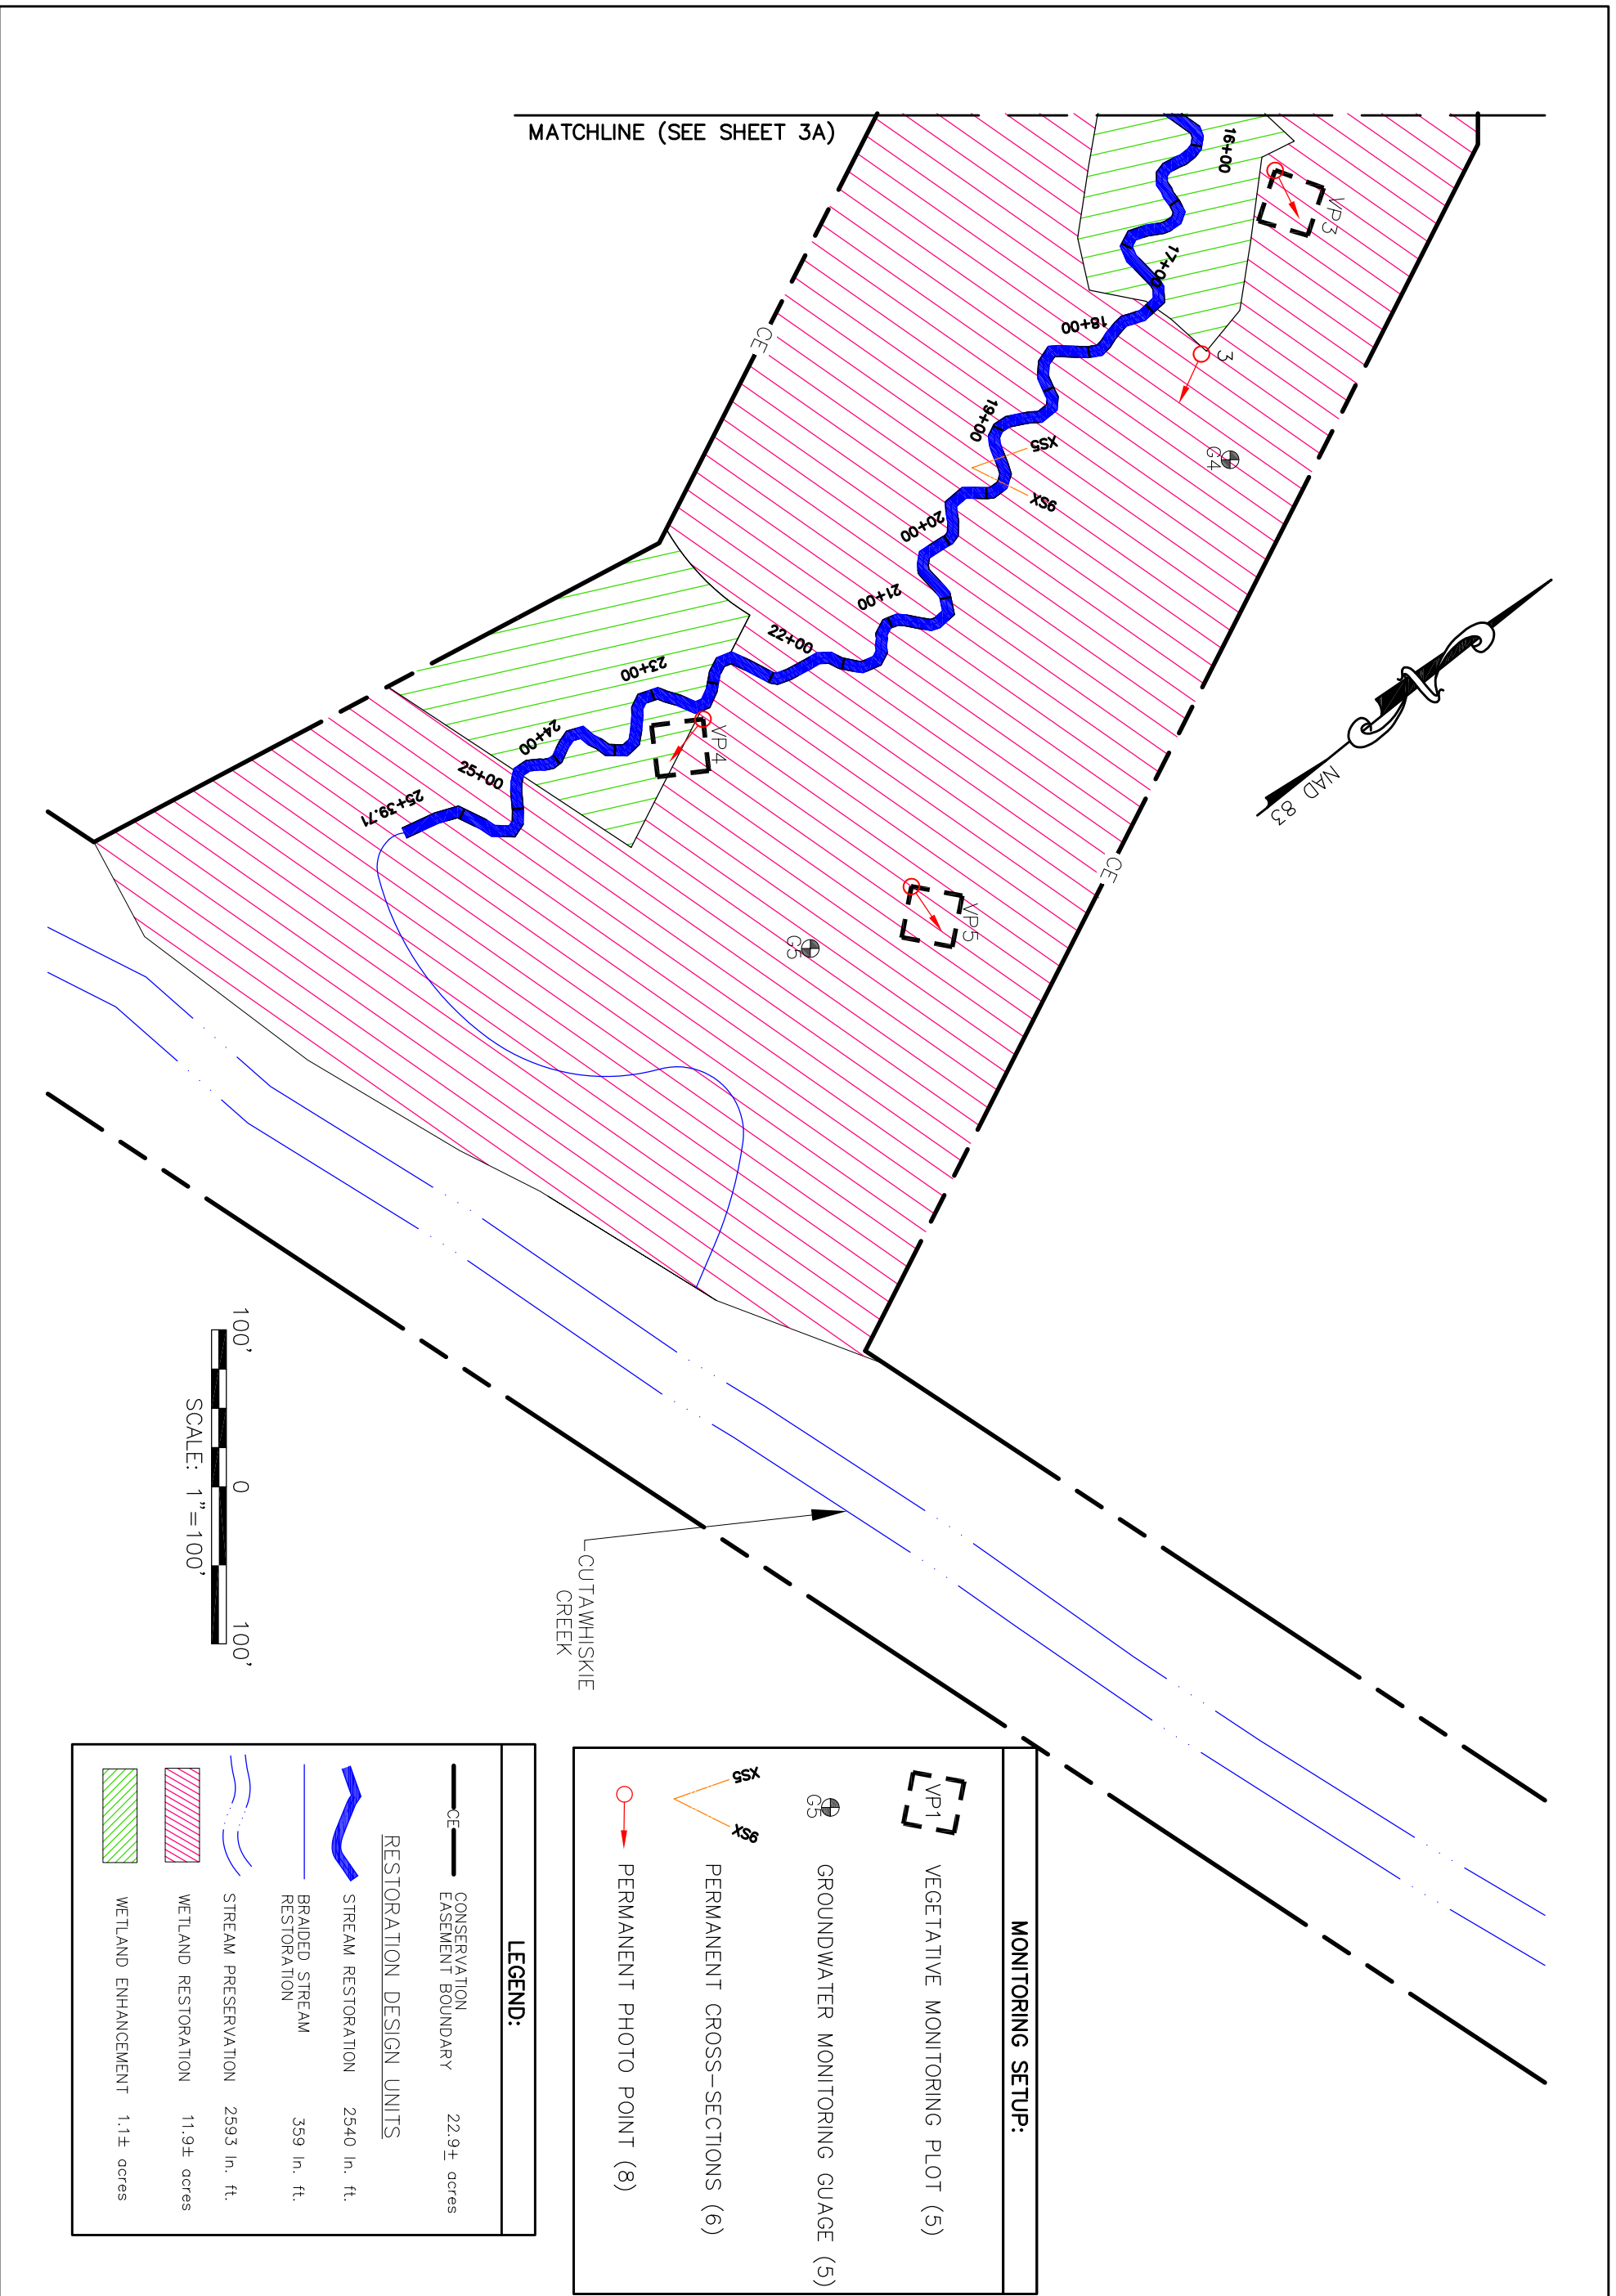 MATCHLINE (SEE SHEET 3A)
16+00
17+00
18+00
19+00
20+00
21+00
22+00
23+00
24+00
25+00
25+39.71
VP3
3
G4
XS5
XS6
CE
CE
VP4
VP5
G5
N
NAD 83
CUTAWHISKIE
CREEK
100'
0
100'
SCALE: 1"=100'
MONITORING SETUP:
VP1
VEGETATIVE MONITORING PLOT (5)
G5
GROUNDWATER MONITORING GUAGE (5)
XS5
XS6
PERMANENT CROSS-SECTIONS (6)
PERMANENT PHOTO POINT (8)
LEGEND:
CE
CONSERVATION
EASEMENT BOUNDARY 22.9± acres
RESTORATION DESIGN UNITS
STREAM RESTORATION 2540 ln. ft.
BRAIDED STREAM
RESTORATION 359 ln. ft.
STREAM PRESERVATION 2593 ln. ft.
WETLAND RESTORATION 11.9± acres
WETLAND ENHANCEMENT 1.1± acres